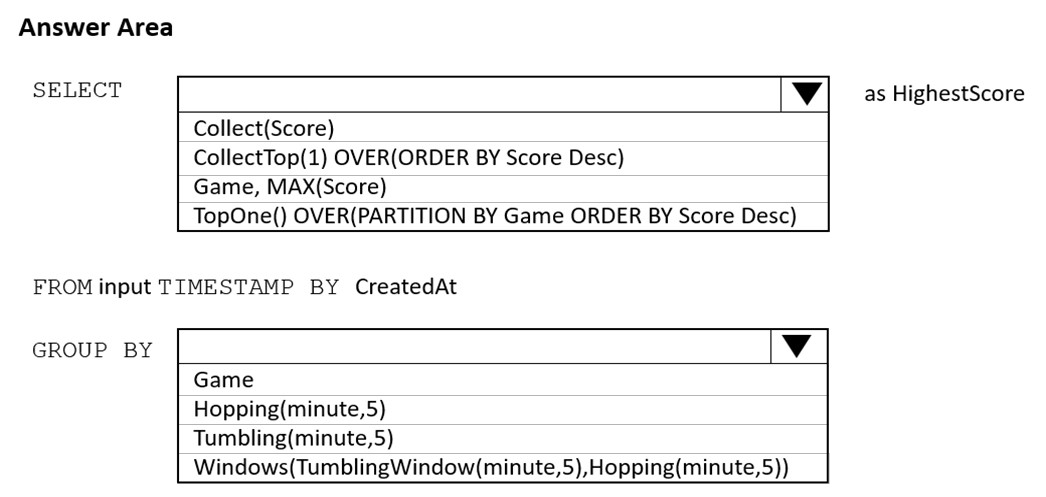 Answer Area
SELECT
as HighestScore
Collect(Score)
CollectTop(1) OVER(ORDER BY Score Desc)
Game, MAX(Score)
TopOne() OVER(PARTITION BY Game ORDER BY Score Desc)
FROM input TIMESTAMP BY CreatedAt
GROUP BY
Game
Hopping(minute,5)
Tumbling(minute,5)
Windows(TumblingWindow(minute,5),Hopping(minute,5))